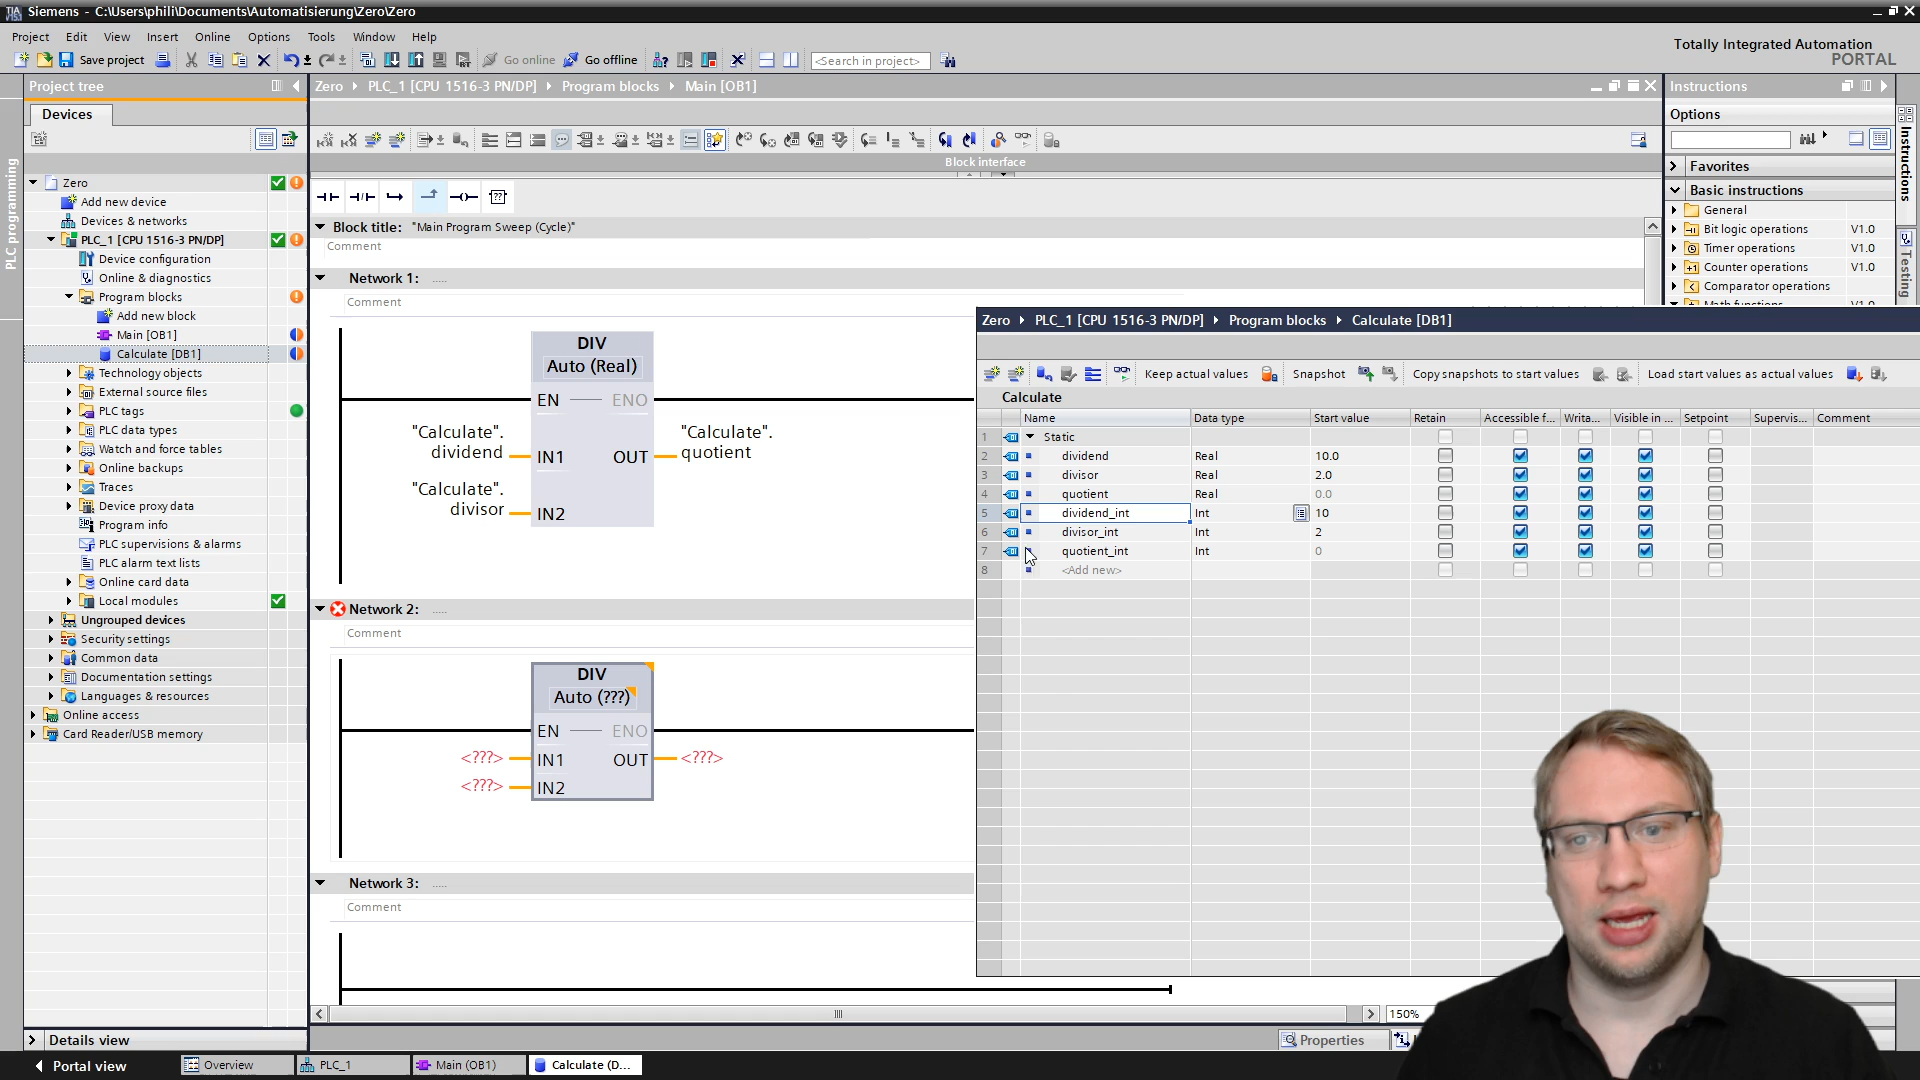 Siemens - C:\Users\phili\Documents\Automatisierung\Zero\Zero
Project Edit View Insert Online Options Tools Window Help
Totally Integrated Automation
PORTAL
Save project Go online Go offline <Search in project>
Project tree
Zero PLC_1 [CPU 1516-3 PN/DP] Program blocks Main [OB1]
Instructions
Devices
Options
Block interface
Favorites
Basic instructions
General
Bit logic operations V1.0
Timer operations V1.0
Counter operations V1.0
Comparator operations
Instructions
Testing
PLC programming
Zero
Add new device
Devices & networks
PLC_1 [CPU 1516-3 PN/DP]
Device configuration
Online & diagnostics
Program blocks
Add new block
Main [OB1]
Calculate [DB1]
Technology objects
External source files
PLC tags
PLC data types
Watch and force tables
Online backups
Traces
Device proxy data
Program info
PLC supervisions & alarms
PLC alarm text lists
Online card data
Local modules
Ungrouped devices
Security settings
Common data
Documentation settings
Languages & resources
Online access
Card Reader/USB memory
Details view
Block title: "Main Program Sweep (Cycle)"
Comment
Network 1: .....
Comment
DIV
Auto (Real)
EN ENO
"Calculate".
dividend IN1
OUT "Calculate".
quotient
"Calculate".
divisor IN2
Network 2: .....
Comment
DIV
Auto (???)
EN ENO
<???> IN1 OUT <???>
<???> IN2
Network 3: .....
Comment
150%
Properties
Zero PLC_1 [CPU 1516-3 PN/DP] Program blocks Calculate [DB1]
Keep actual values Snapshot Copy snapshots to start values Load start values as actual values
Calculate
Name Data type Start value Retain Accessible f... Writa... Visible in ... Setpoint Supervis... Comment
1 Static
2 dividend Real 10.0
3 divisor Real 2.0
4 quotient Real 0.0
5 dividend_int Int 10
6 divisor_int Int 2
7 quotient_int Int 0
8 <Add new>
Portal view Overview PLC_1 Main (OB1) Calculate (D...